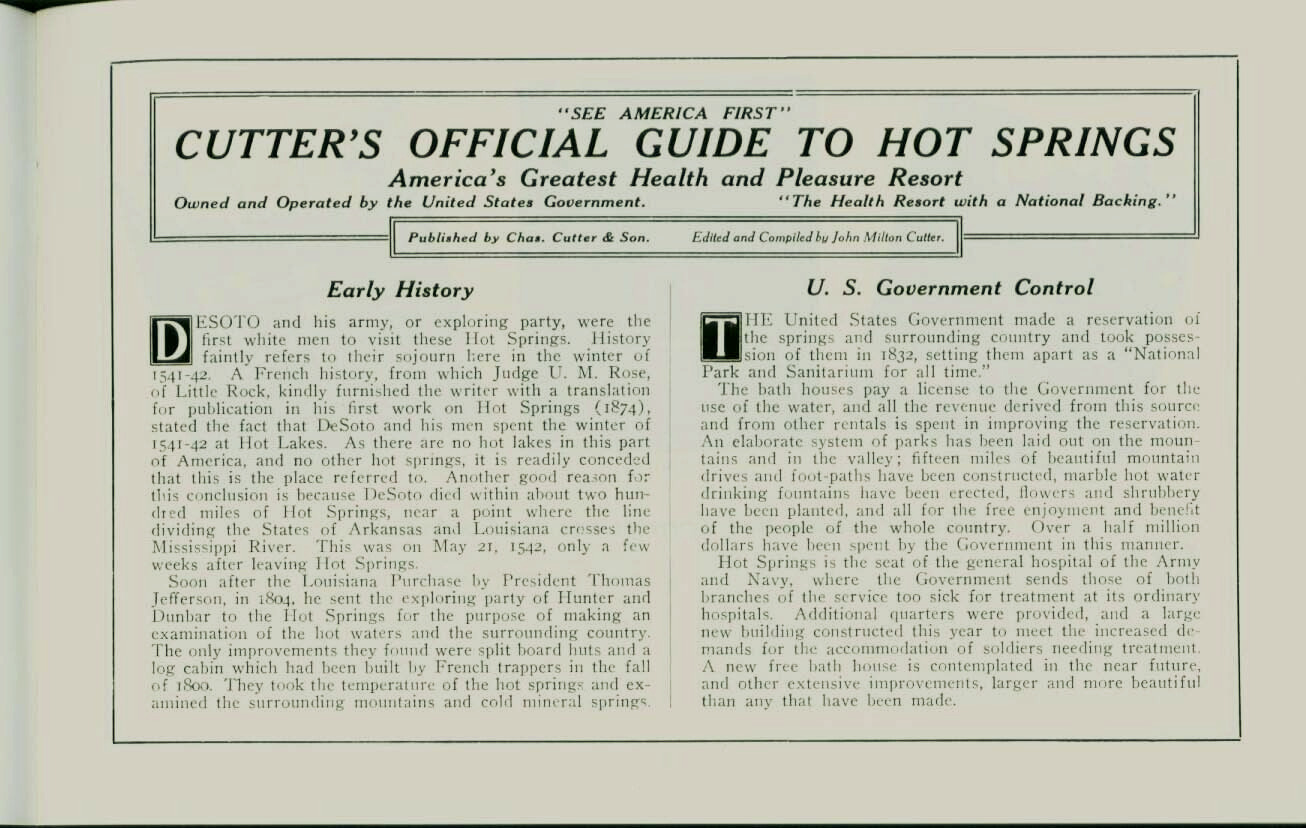 "SEE AMERICA FIRST"
CUTTER'S OFFICIAL GUIDE TO HOT SPRINGS
America's Greatest Health and Pleasure Resort
Owned and Operated by the United States Government. "The Health Resort with a National Backing."
Published by Chas. Cutter & Son. Edited and Compiled by John Milton Cutter.
Early History
DESOTO and his army, or exploring party, were the
first white men to visit these Hot Springs. History
faintly refers to their sojourn here in the winter of
1541-42. A French history, from which Judge U. M. Rose,
of Little Rock, kindly furnished the writer with a translation
for publication in his first work on Hot Springs (1874),
stated the fact that DeSoto and his men spent the winter of
1541-42 at Hot Lakes. As there are no hot lakes in this part
of America, and no other hot springs, it is readily conceded
that this is the place referred to. Another good reason for
this conclusion is because DeSoto died within about two hun-
dred miles of Hot Springs, near a point where the line
dividing the States of Arkansas and Louisiana crosses the
Mississippi River. This was on May 21, 1542, only a few
weeks after leaving Hot Springs.
Soon after the Louisiana Purchase by President Thomas
Jefferson, in 1804, he sent the exploring party of Hunter and
Dunbar to the Hot Springs for the purpose of making an
examination of the hot waters and the surrounding country.
The only improvements they found were split board huts and a
log cabin which had been built by French trappers in the fall
of 1800. They took the temperature of the hot springs and ex-
amined the surrounding mountains and cold mineral springs.
U. S. Government Control
THE United States Government made a reservation of
the springs and surrounding country and took posses-
sion of them in 1832, setting them apart as a "National
Park and Sanitarium for all time."
The bath houses pay a license to the Government for the
use of the water, and all the revenue derived from this source
and from other rentals is spent in improving the reservation.
An elaborate system of parks has been laid out on the moun-
tains and in the valley; fifteen miles of beautiful mountain
drives and foot-paths have been constructed, marble hot water
drinking fountains have been erected, flowers and shrubbery
have been planted, and all for the free enjoyment and benefit
of the people of the whole country. Over a half million
dollars have been spent by the Government in this manner.
Hot Springs is the seat of the general hospital of the Army
and Navy, where the Government sends those of both
branches of the service too sick for treatment at its ordinary
hospitals. Additional quarters were provided, and a large
new building constructed this year to meet the increased de-
mands for the accommodation of soldiers needing treatment.
A new free bath house is contemplated in the near future,
and other extensive improvements, larger and more beautiful
than any that have been made.